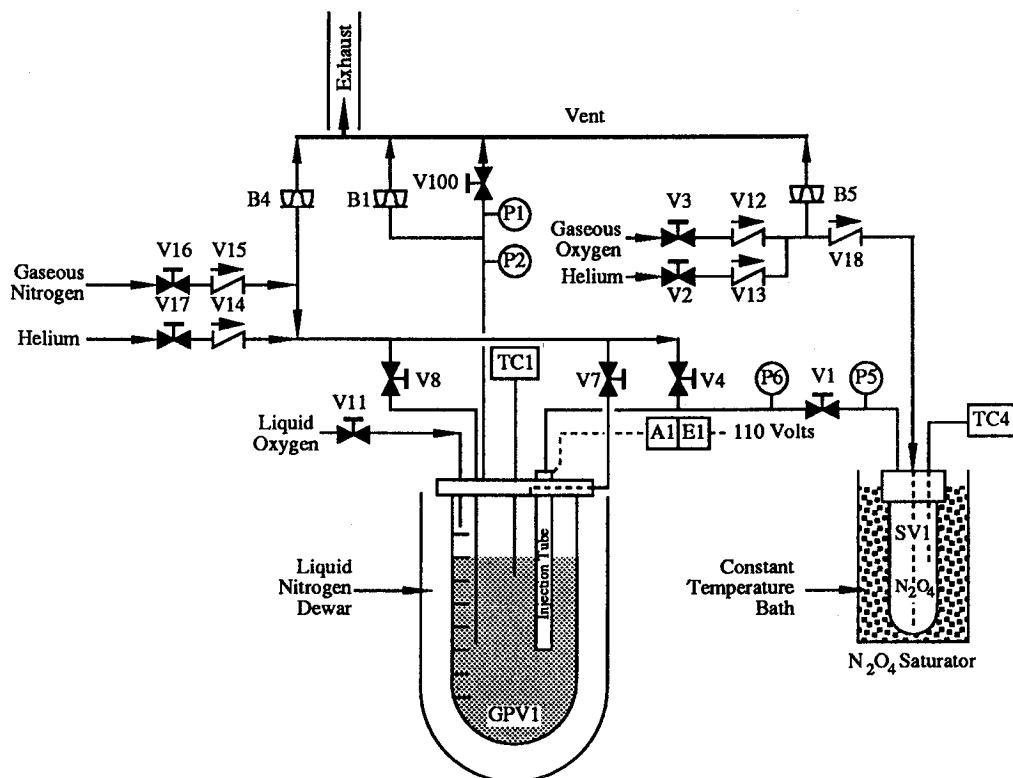 Exhaust
Vent
B4
B1
V100
P1
P2
B5
V3
V12
Gaseous
Oxygen
V18
Helium
V2
V13
V16
V15
Gaseous
Nitrogen
V17
V14
Helium
V8
TC1
V7
V4
P6
V1
P5
TC4
V11
Liquid
Oxygen
A1
E1
110 Volts
Injection Tube
SV1
N2O4
Liquid
Nitrogen
Dewar
Constant
Temperature
Bath
N2O4 Saturator
GPV1